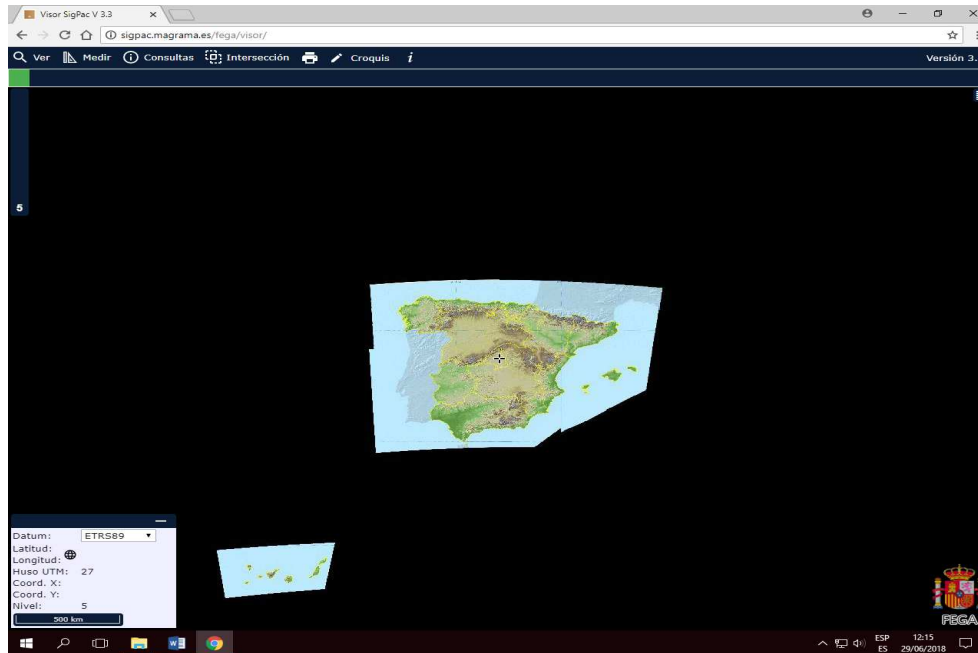 Visor SigPac V 3.3
sigpac.magrama.es/fega/visor/
Ver Medir Consultas Intersección Croquis i Versión 3.
5
Datum: ETRS89
Latitud:
Longitud:
Huso UTM: 27
Coord. X:
Coord. Y:
Nivel: 5
500 km
FEGA
ESP 12:15
ES 29/06/2018